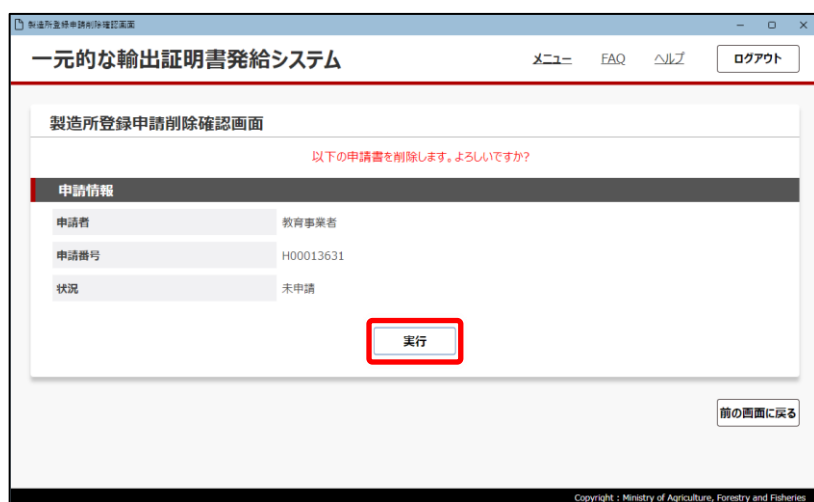 製造所登録申請削除確認画面
一元的な輸出証明書発給システム
メニュー FAQ ヘルプ ログアウト
製造所登録申請削除確認画面
以下の申請書を削除します。よろしいですか?
申請情報
申請者 教育事業者
申請番号 H00013631
状況 未申請
実行
前の画面に戻る
Copyright : Ministry of Agriculture, Forestry and Fisheries